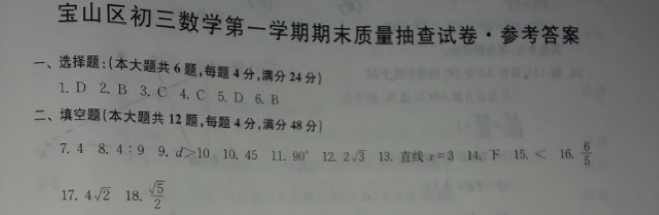 宝山区初三数学第一学期期末质量抽查试卷·参考答案
一、选择题:(本大题共6题,每题4分,满分24分)
1. D 2. B 3. C 4. C 5. D 6. B
二、填空题(本大题共12题,每题4分,满分48分)
7. 4 8. 4∶9 9. d>10 10. 45 11. 90° 12. 2√3 13. 直线 x=3 14. 下 15. < 16. 6/5
17. 4√2 18. √5/2